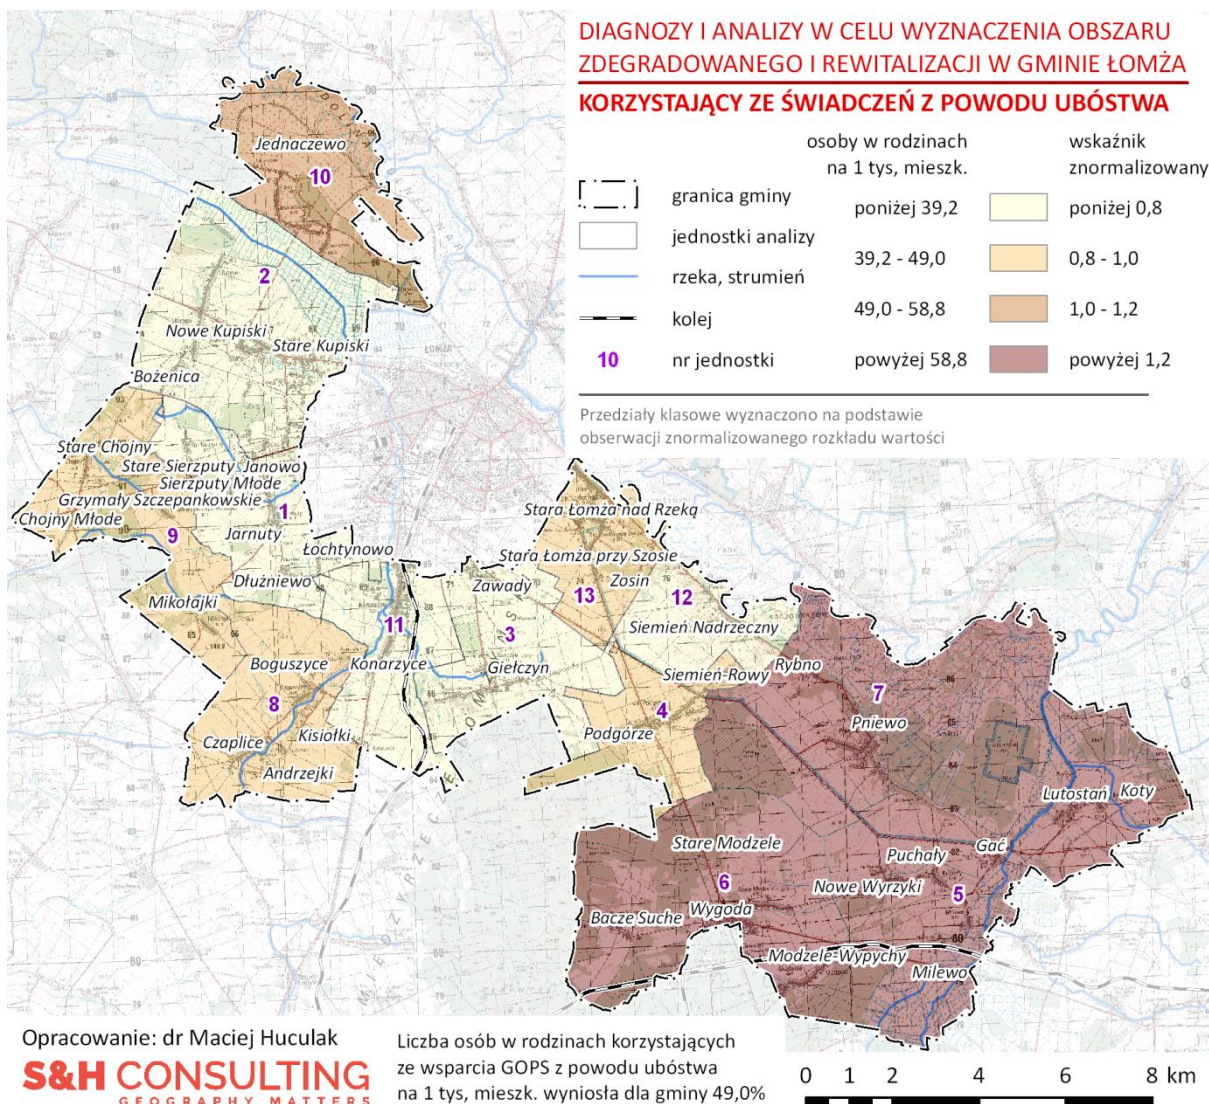 DIAGNOZY I ANALIZY W CELU WYZNACZENIA OBSZARU
ZDEGRADOWANEGO I REWITALIZACJI W GMINIE ŁOMŻA
KORZYSTAJĄCY ZE ŚWIADCZEŃ Z POWODU UBÓSTWA
osoby w rodzinach
na 1 tys, mieszk.
wskaźnik
znormalizowany
granica gminy
poniżej 39,2
poniżej 0,8
jednostki analizy
39,2 - 49,0
0,8 - 1,0
rzeka, strumień
49,0 - 58,8
1,0 - 1,2
kolej
10 nr jednostki
powyżej 58,8
powyżej 1,2
Przedziały klasowe wyznaczono na podstawie
obserwacji znormalizowanego rozkładu wartości
Jednaczewo
10
2
Nowe Kupiski
Stare Kupiski
ŁOMŻA
Bożenica
Stare Chojny
Stare Sierzputy
Janowo
Sierzputy Młode
Grzymały Szczepankowskie
Chojny Młode
1
9
Jarnuty
Łochtynowo
Dłużniewo
Mikołajki
11
Boguszyce
Konarzyce
8
Czaplice
Kisiołki
Andrzejki
Zawady
3
Giełczyn
Stara Łomża nad Rzeką
Stara Łomża przy Szosie
13
Zosin
12
Siemień Nadrzeczny
Siemień-Rowy
Rybno
4
Podgórze
7
Pniewo
Lutostań
Koty
Stare Modzele
Puchały
Gać
6
Nowe Wyrzyki
5
Bacze Suche
Wygoda
Modzele-Wypychy
Milewo
Opracowanie: dr Maciej Huculak
S&H CONSULTING
GEOGRAPHY MATTERS
Liczba osób w rodzinach korzystających
ze wsparcia GOPS z powodu ubóstwa
na 1 tys, mieszk. wyniosła dla gminy 49,0%
0 1 2 4 6 8 km